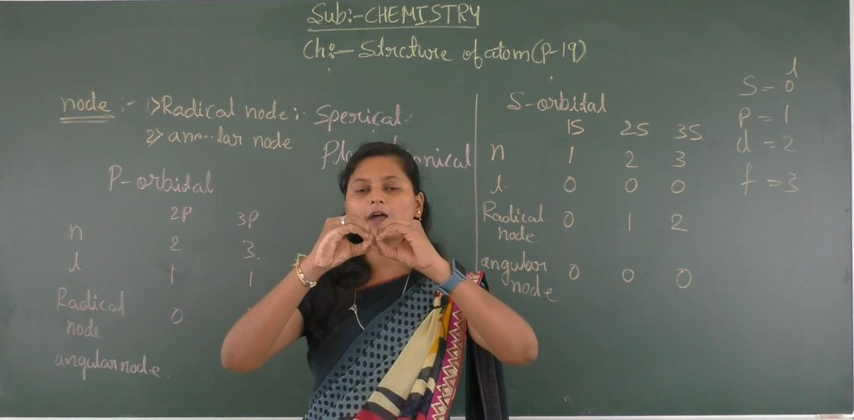 Sub:- CHEMISTRY
Ch:- Strcture of atom (P-19)
node :- 1> Radical node :- Sperical.
2> an lar node
P-orbital
2P 3P
n 2 3.
l 1 1
Radical node 0
angular node
S-orbital
1S 2S 3S
n 1 2 3
l. 0 0 0
Radical node 0 1 2
angular node 0 0 0
l
S = 0
P = 1
d = 2
f = 3